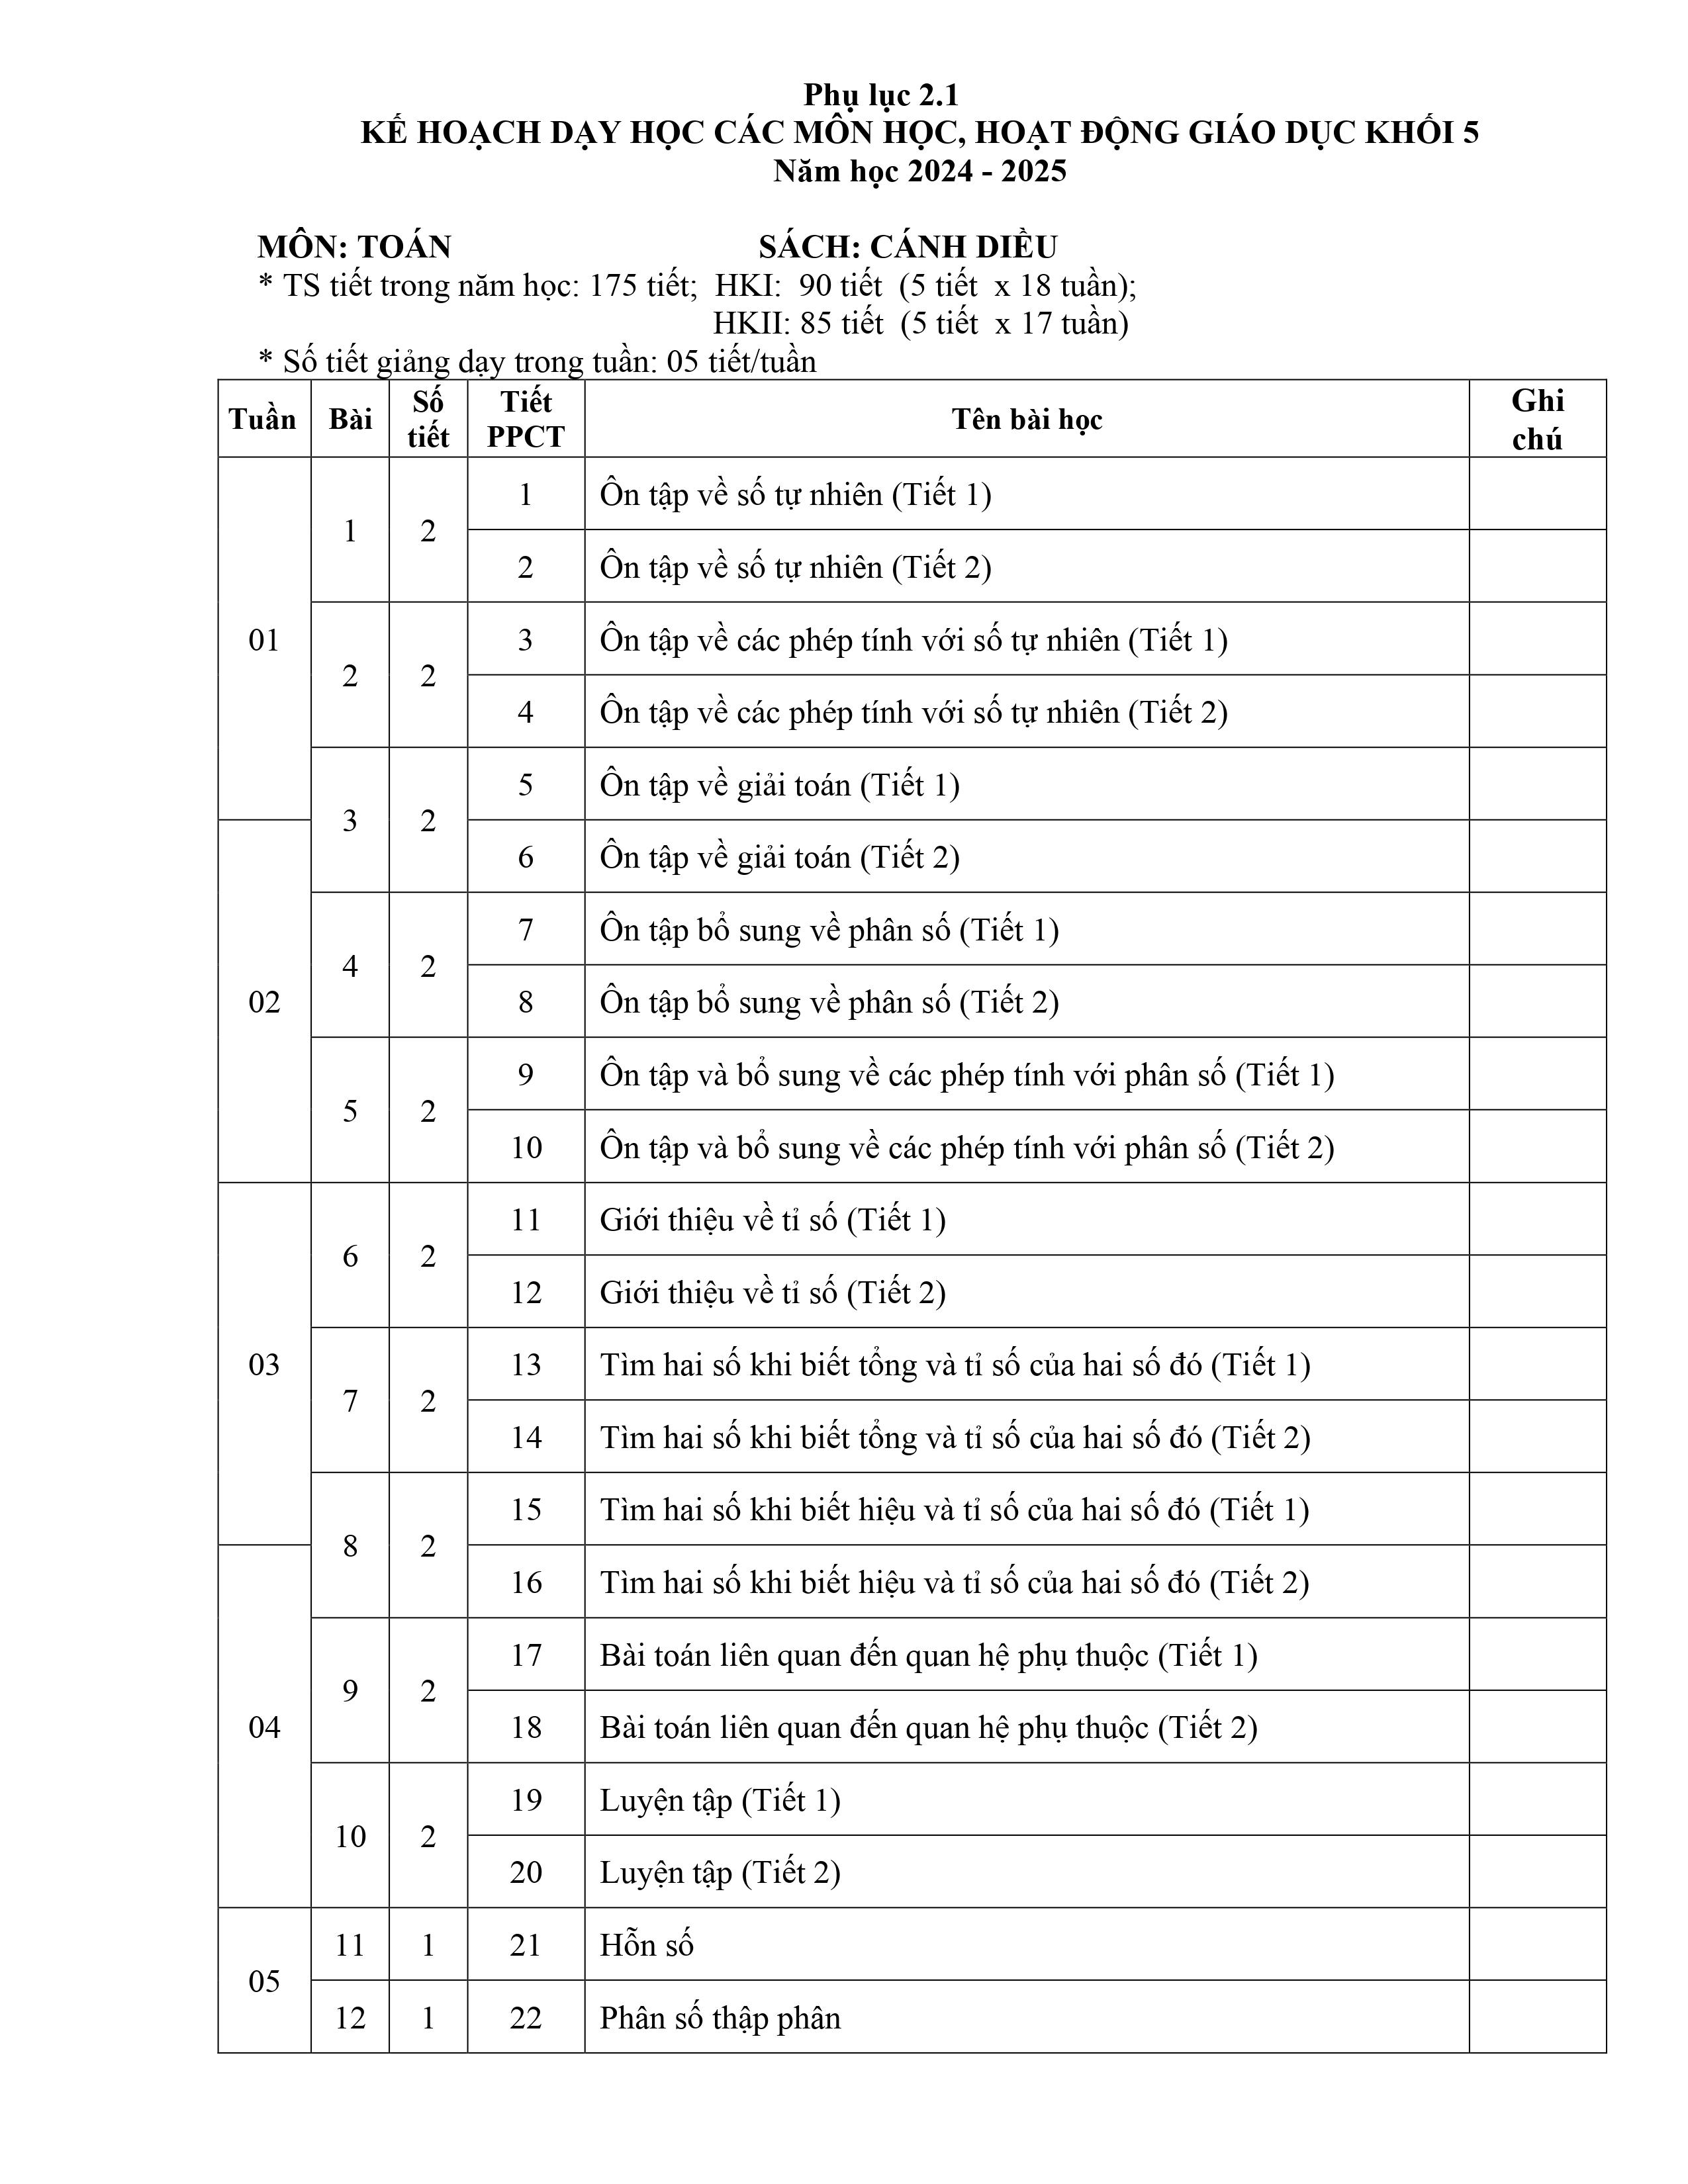 Phụ lục 2.1
KẾ HOẠCH DẠY HỌC CÁC MÔN HỌC, HOẠT ĐỘNG GIÁO DỤC KHỐI 5
Năm học 2024 - 2025
MÔN: TOÁN SÁCH: CÁNH DIỀU
* TS tiết trong năm học: 175 tiết; HKI: 90 tiết (5 tiết x 18 tuần);
HKII: 85 tiết (5 tiết x 17 tuần)
* Số tiết giảng dạy trong tuần: 05 tiết/tuần
Tuần Bài Số tiết Tiết PPCT Tên bài học Ghi chú
01 1 2 1 Ôn tập về số tự nhiên (Tiết 1)
2 Ôn tập về số tự nhiên (Tiết 2)
2 2 3 Ôn tập về các phép tính với số tự nhiên (Tiết 1)
4 Ôn tập về các phép tính với số tự nhiên (Tiết 2)
3 2 5 Ôn tập về giải toán (Tiết 1)
02 6 Ôn tập về giải toán (Tiết 2)
4 2 7 Ôn tập bổ sung về phân số (Tiết 1)
8 Ôn tập bổ sung về phân số (Tiết 2)
5 2 9 Ôn tập và bổ sung về các phép tính với phân số (Tiết 1)
10 Ôn tập và bổ sung về các phép tính với phân số (Tiết 2)
03 6 2 11 Giới thiệu về tỉ số (Tiết 1)
12 Giới thiệu về tỉ số (Tiết 2)
7 2 13 Tìm hai số khi biết tổng và tỉ số của hai số đó (Tiết 1)
14 Tìm hai số khi biết tổng và tỉ số của hai số đó (Tiết 2)
8 2 15 Tìm hai số khi biết hiệu và tỉ số của hai số đó (Tiết 1)
04 16 Tìm hai số khi biết hiệu và tỉ số của hai số đó (Tiết 2)
9 2 17 Bài toán liên quan đến quan hệ phụ thuộc (Tiết 1)
18 Bài toán liên quan đến quan hệ phụ thuộc (Tiết 2)
10 2 19 Luyện tập (Tiết 1)
20 Luyện tập (Tiết 2)
05 11 1 21 Hỗn số
12 1 22 Phân số thập phân